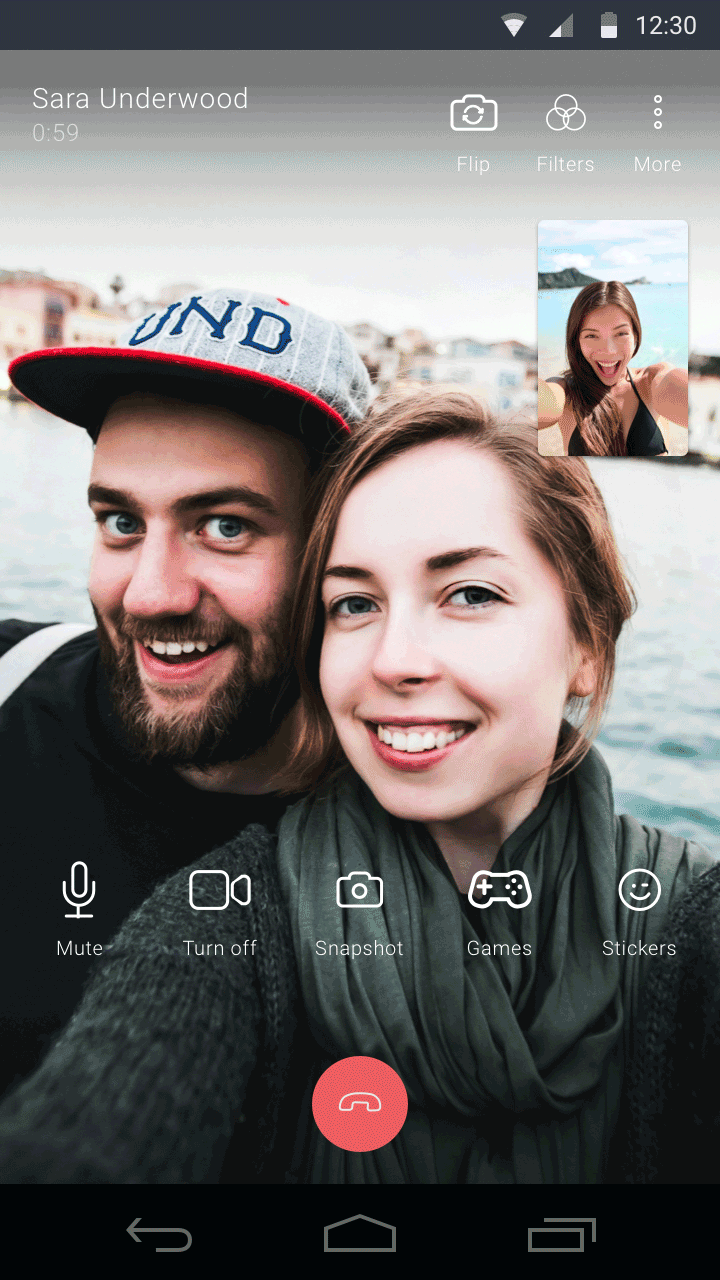 12:30
Sara Underwood
0:59
Flip
Filters
More
UND
Mute
Turn off
Snapshot
Games
Stickers